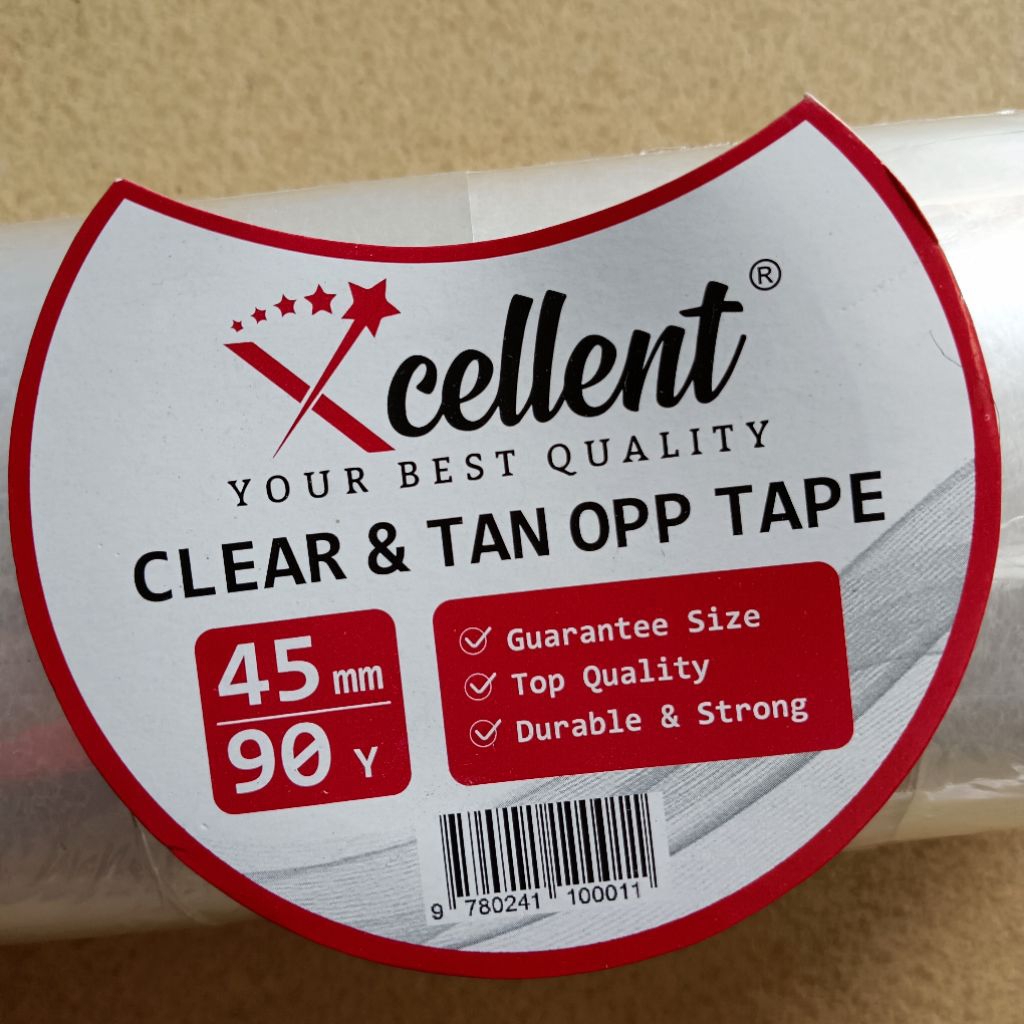 Xcellent®
YOUR BEST QUALITY
CLEAR & TAN OPP TAPE
45 mm
90 Y
Guarantee Size
Top Quality
Durable & Strong
9 780241 100011